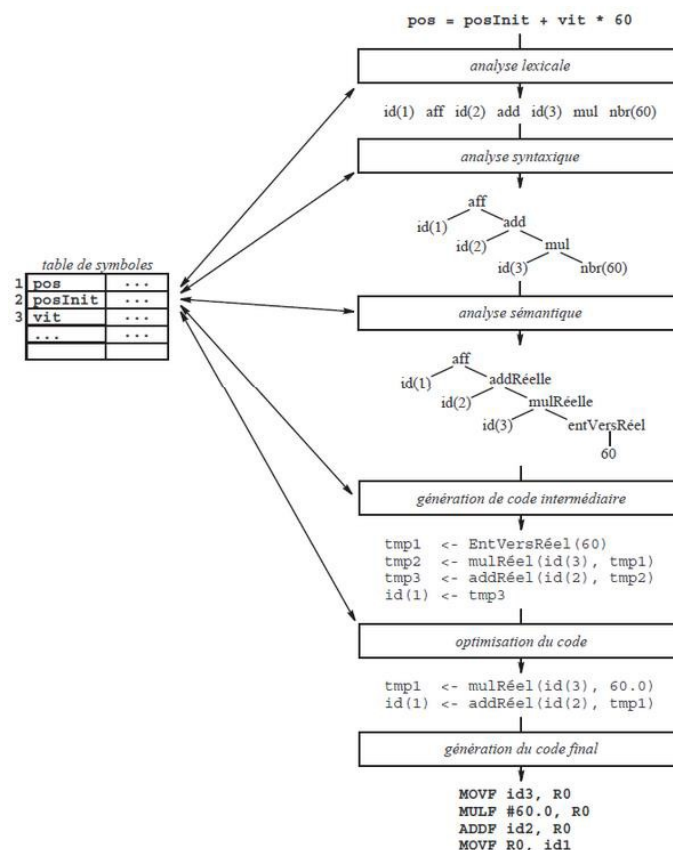 pos = posInit + vit * 60
analyse lexicale
id(1) aff id(2) add id(3) mul nbr(60)
analyse syntaxique
aff
id(1) add
id(2) mul
id(3) nbr(60)
table de symboles
1 pos ...
2 posInit ...
3 vit ...
... ...
analyse sémantique
aff
id(1) addRéelle
id(2) mulRéelle
id(3) entVersRéel
60
génération de code intermédiaire
tmp1 <- EntVersRéel(60)
tmp2 <- mulRéel(id(3), tmp1)
tmp3 <- addRéel(id(2), tmp2)
id(1) <- tmp3
optimisation du code
tmp1 <- mulRéel(id(3), 60.0)
id(1) <- addRéel(id(2), tmp1)
génération du code final
MOVF id3, R0
MULF #60.0, R0
ADDF id2, R0
MOVF R0, id1